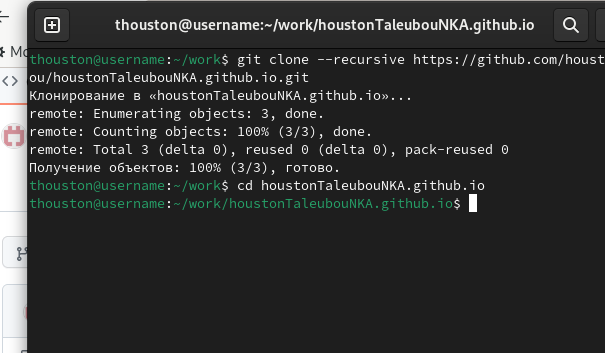 thouston@username:~/work/houstonTaleubouNKA.github.io
Mo
thouston@username:~/work$ git clone --recursive https://github.com/houst
ou/houstonTaleubouNKA.github.io.git
Клонирование в «houstonTaleubouNKA.github.io»...
remote: Enumerating objects: 3, done.
remote: Counting objects: 100% (3/3), done.
remote: Total 3 (delta 0), reused 0 (delta 0), pack-reused 0
Получение объектов: 100% (3/3), готово.
thouston@username:~/work$ cd houstonTaleubouNKA.github.io
thouston@username:~/work/houstonTaleubouNKA.github.io$